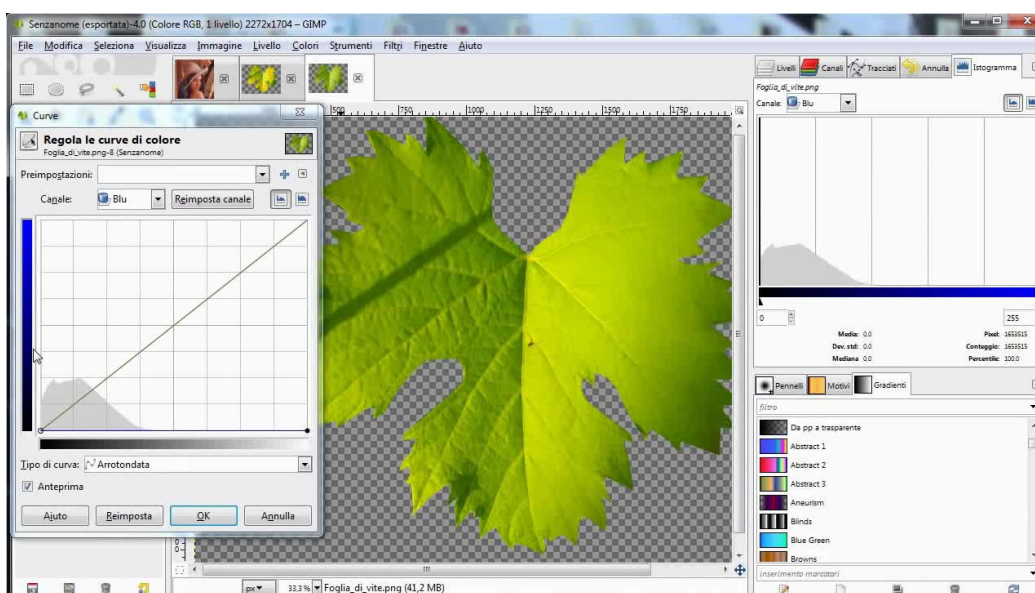 Senzanome (esportata)-4.0 (Colore RGB, 1 livello) 2272x1704 – GIMP
File Modifica Seleziona Visualizza Immagine Livello Colori Strumenti Filtri Finestre Aiuto
Livelli Canali Tracciati Annulla Istogramma
Foglia_di_vite.png
Canale: Blu
Curve
500 750 1000 1250 1500 1750
Regola le curve di colore
Foglia_di_vite.png-8 (Senzanome)
Preimpostazioni:
Canale: Blu Reimposta canale
0 255
Media: 0,0 Pixel: 1653515
Dev. std: 0,0 Conteggio: 1653515
Mediana 0,0 Percentile: 100,0
Pennelli Motivi Gradienti
filtro
Da pp a trasparente
Abstract 1
Abstract 2
Abstract 3
Aneurism
Blinds
Blue Green
Browns
Tipo di curva: Arrotondata
Anteprima
Aiuto Reimposta OK Annulla
inserimento marcatori
px 33,3 % Foglia_di_vite.png (41,2 MB)